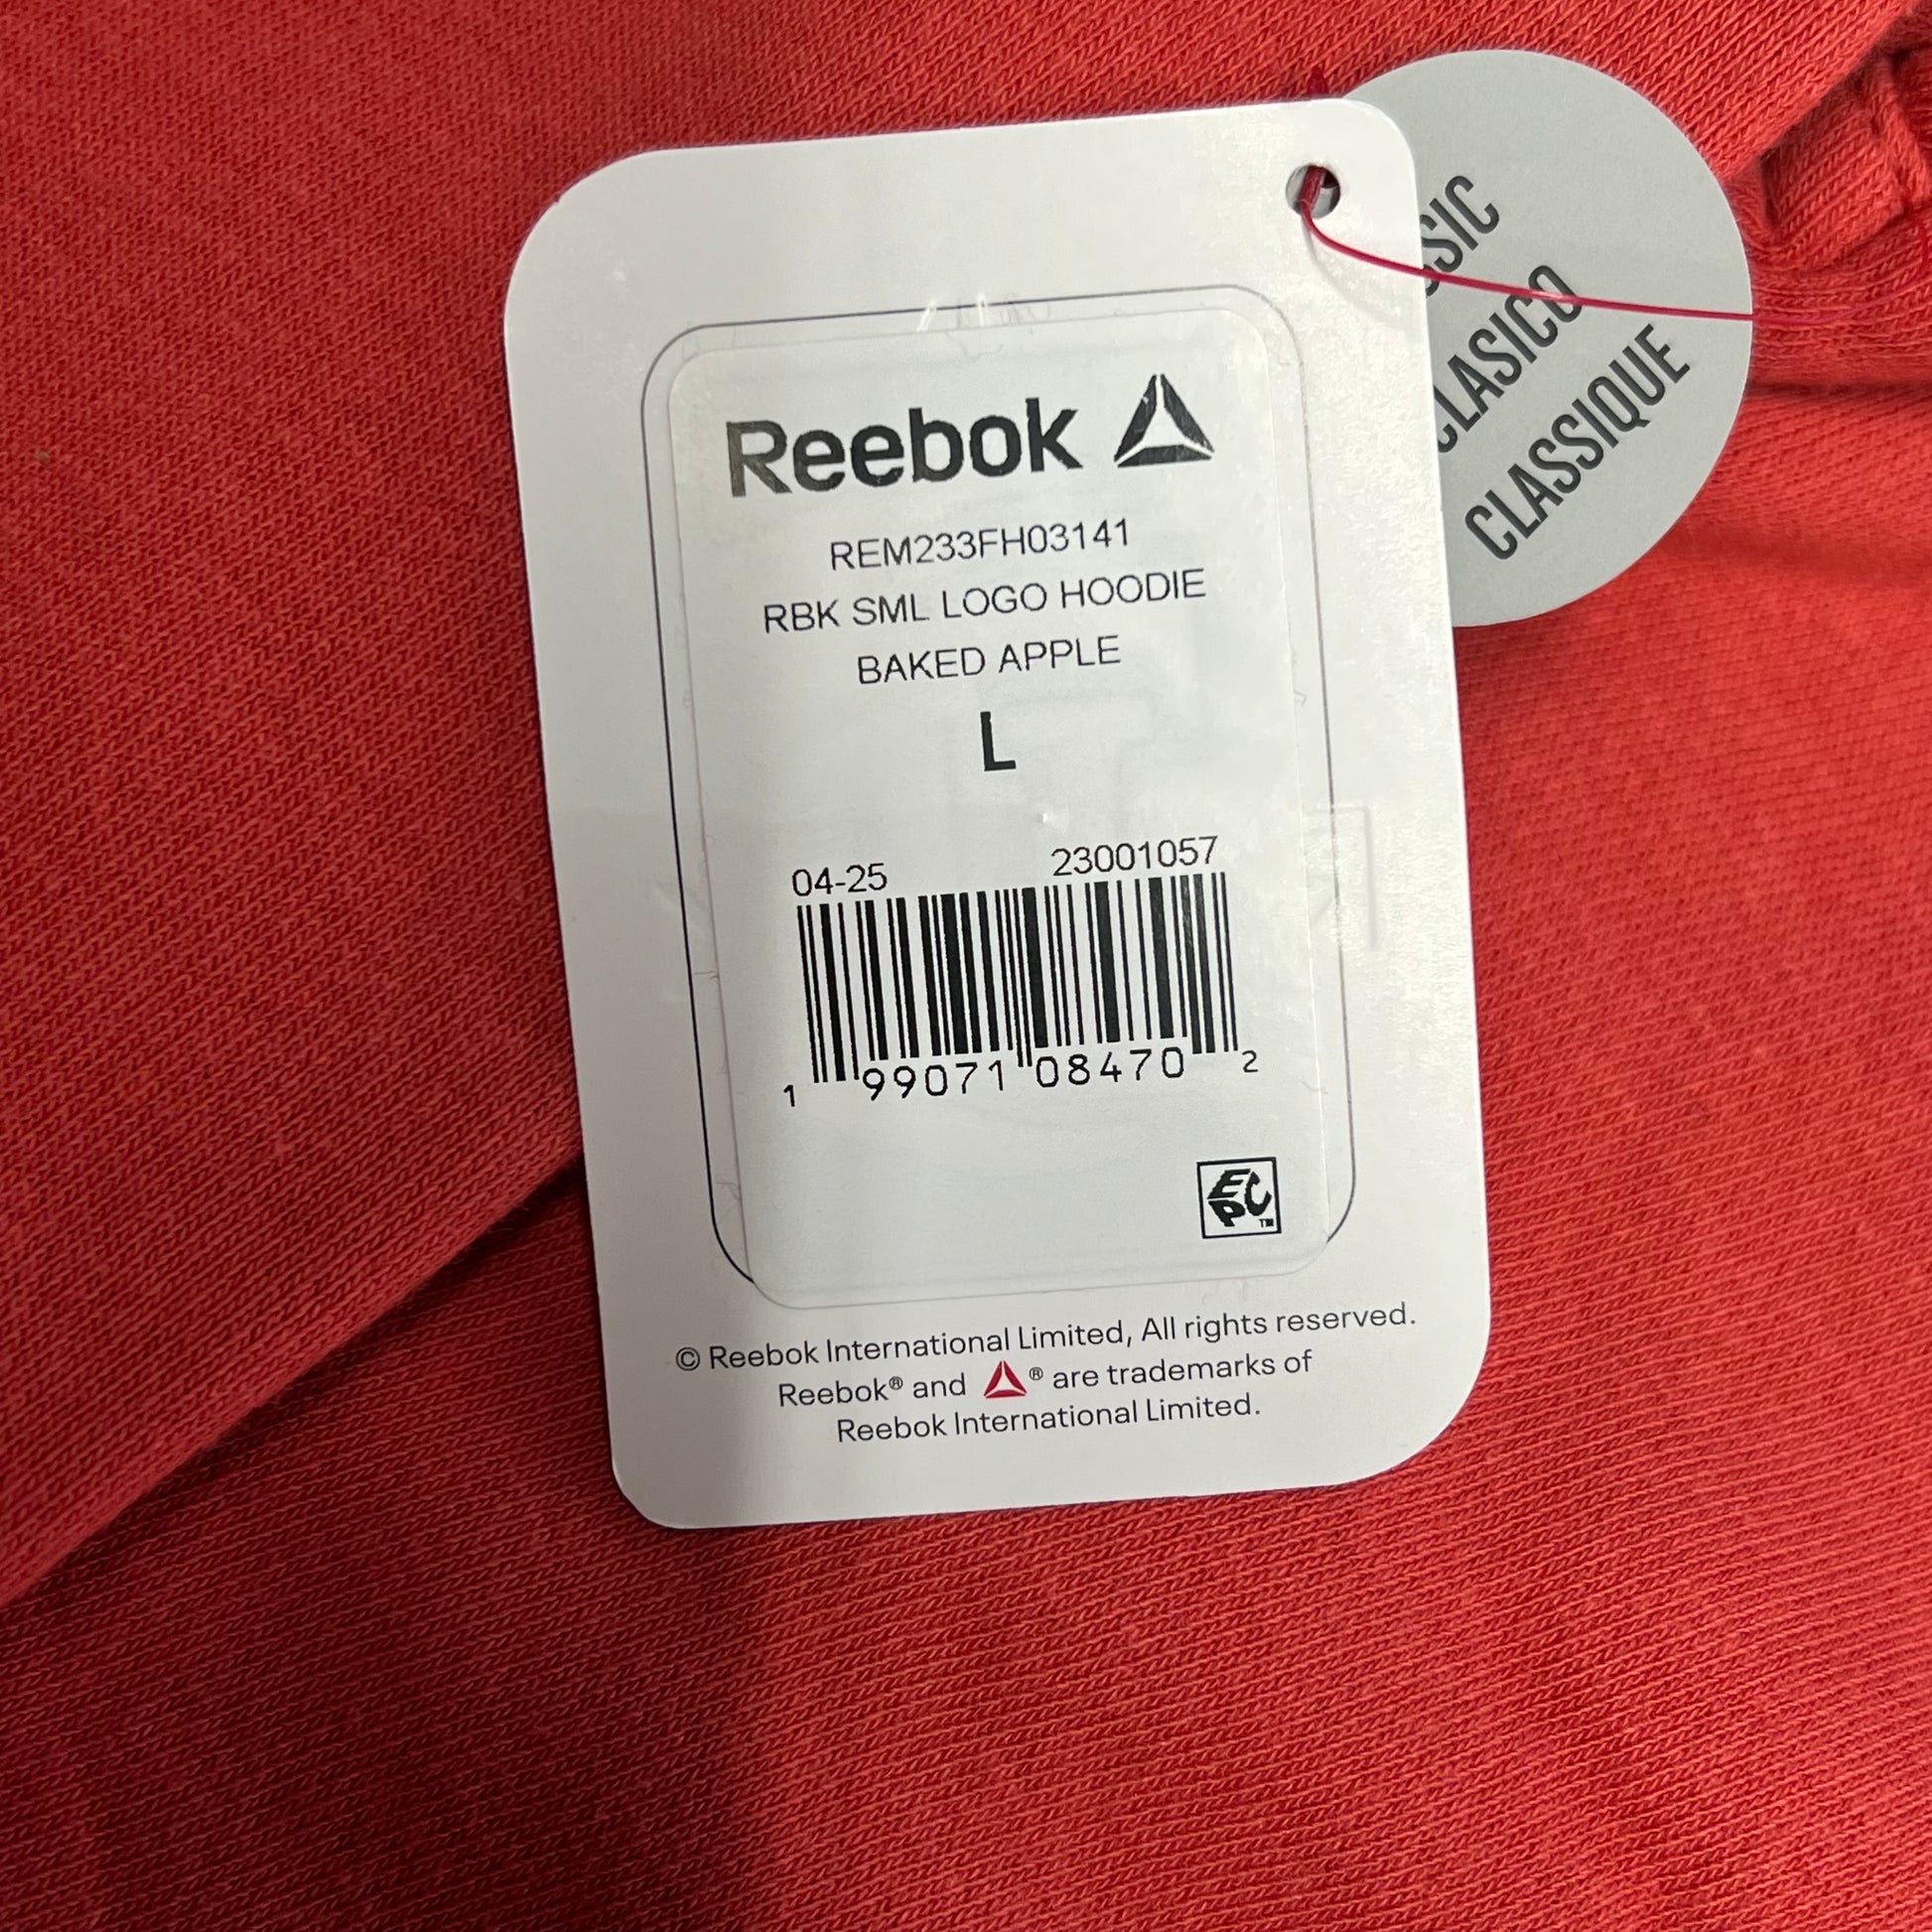 Reebok
REM233FH03141
RBK SML LOGO HOODIE
BAKED APPLE
L
04-25 23001057
1 99071 08470 2
EPC™
© Reebok International Limited, All rights reserved.
Reebok® and ® are trademarks of
Reebok International Limited.
CLASICO
CLASSIQUE